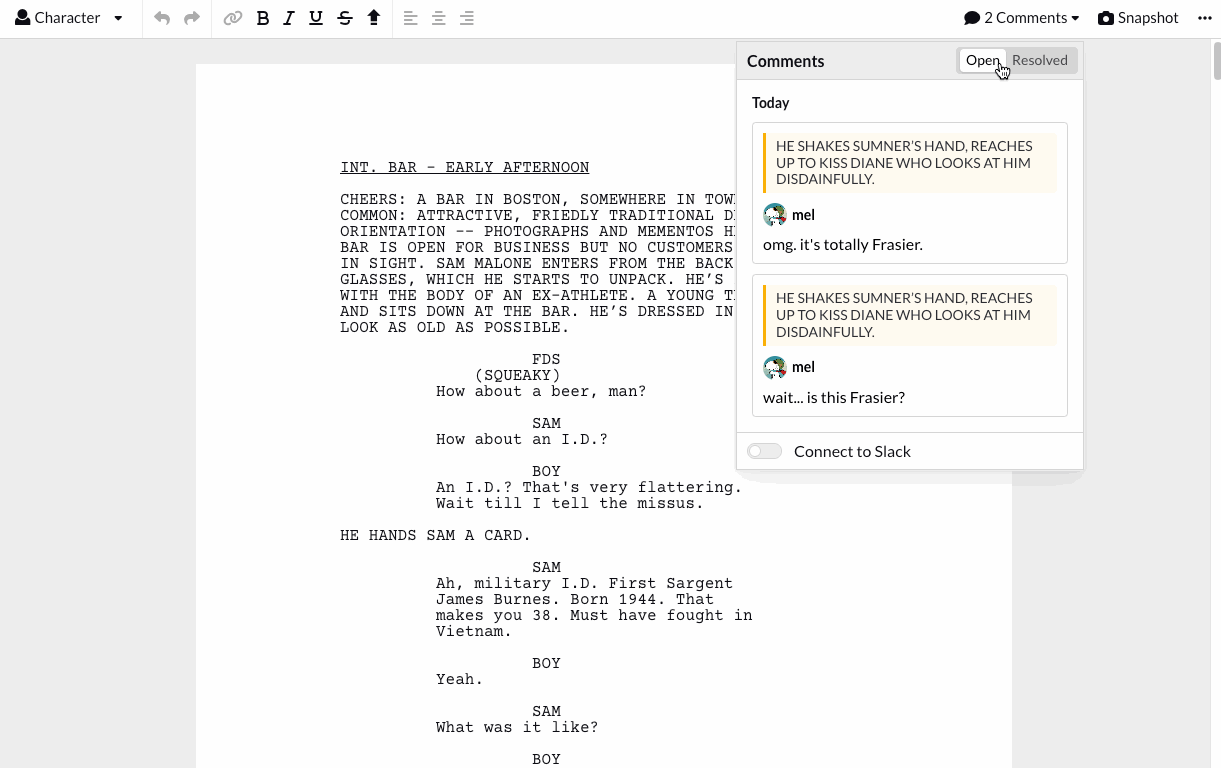 Character
B I U S
2 Comments
Snapshot
Comments
Open Resolved
Today
HE SHAKES SUMNER'S HAND, REACHES
UP TO KISS DIANE WHO LOOKS AT HIM
DISDAINFULLY.
mel
omg. it's totally Frasier.
HE SHAKES SUMNER'S HAND, REACHES
UP TO KISS DIANE WHO LOOKS AT HIM
DISDAINFULLY.
mel
wait... is this Frasier?
Connect to Slack
INT. BAR – EARLY AFTERNOON
CHEERS: A BAR IN BOSTON, SOMEWHERE IN
COMMON: ATTRACTIVE, FRIEDLY TRADITIONAL
ORIENTATION -- PHOTOGRAPHS AND MEMENTOS
BAR IS OPEN FOR BUSINESS BUT NO CUSTOMERS
IN SIGHT. SAM MALONE ENTERS FROM THE BACK
GLASSES, WHICH HE STARTS TO UNPACK. HE’S
WITH THE BODY OF AN EX-ATHLETE. A YOUNG
AND SITS DOWN AT THE BAR. HE’S DRESSED IN
LOOK AS OLD AS POSSIBLE.
FDS
(SQUEAKY)
How about a beer, man?
SAM
How about an I.D.?
BOY
An I.D.? That's very flattering.
Wait till I tell the missus.
HE HANDS SAM A CARD.
SAM
Ah, military I.D. First Sargent
James Burnes. Born 1944. That
makes you 38. Must have fought in
Vietnam.
BOY
Yeah.
SAM
What was it like?
BOY